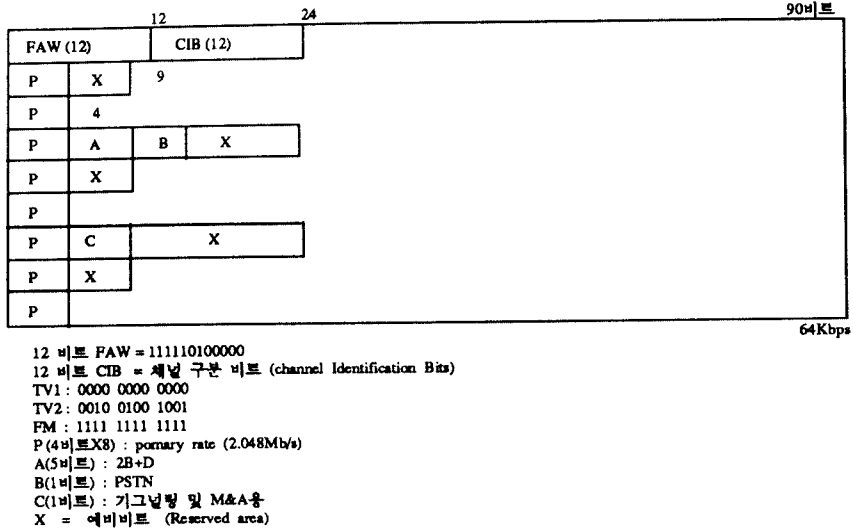 12 24 90비트
FAW (12) CIB (12)
P X 9
P 4
P A B X
P X
P
P C X
P X
P
64Kbps
12 비트 FAW = 111110100000
12 비트 CIB = 채널 구분 비트 (channel Identification Bits)
TV1 : 0000 0000 0000
TV2 : 0010 0100 1001
FM : 1111 1111 1111
P (4비트X8) : pomary rate (2.048Mb/s)
A(5비트) : 2B+D
B(1비트) : PSTN
C(1비트) : 기그널링 및 M&A용
X = 예비비트 (Reserved area)